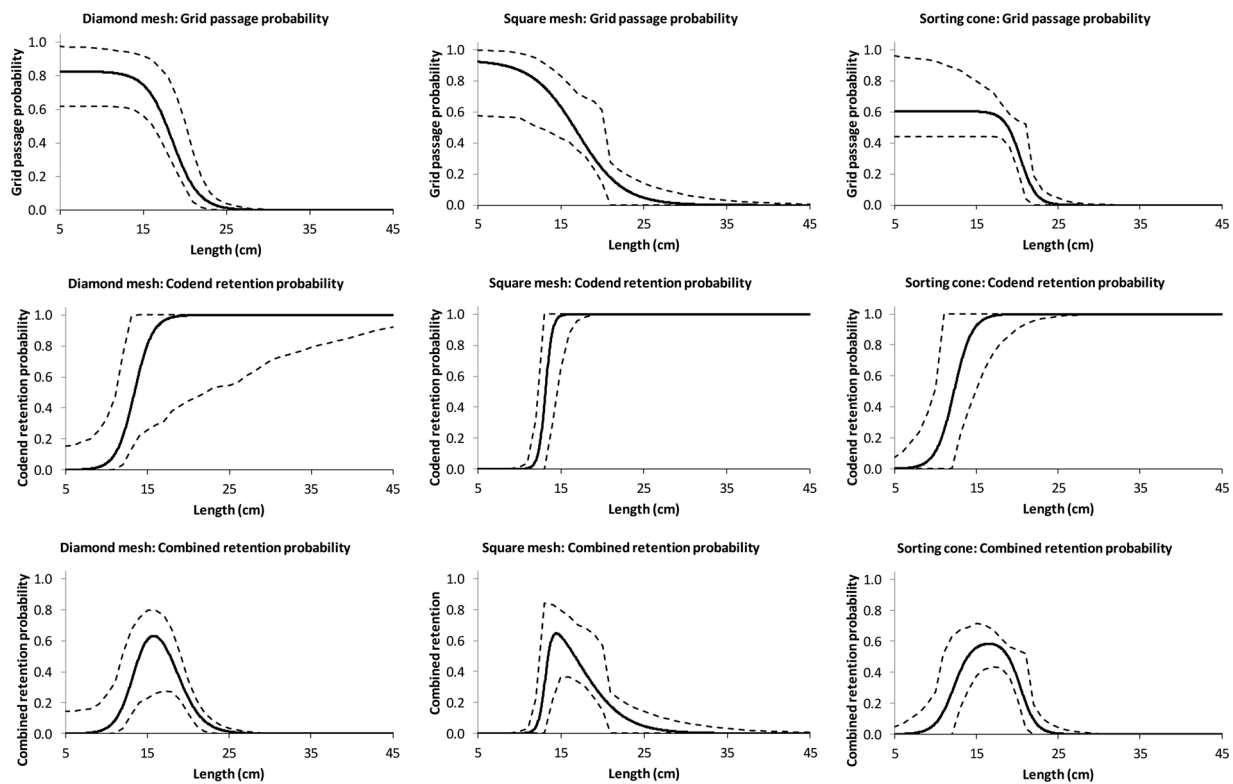 Diamond mesh: Grid passage probability
Grid passage probability
1.0
0.8
0.6
0.4
0.2
0.0
5 15 25 35 45
Length (cm)
Square mesh: Grid passage probability
Grid passage probability
1.0
0.8
0.6
0.4
0.2
0.0
5 15 25 35 45
Length (cm)
Sorting cone: Grid passage probability
Grid passage probability
1.0
0.8
0.6
0.4
0.2
0.0
5 15 25 35 45
Length (cm)
Diamond mesh: Codend retention probability
Codend retention probability
1.0
0.8
0.6
0.4
0.2
0.0
5 15 25 35 45
Length (cm)
Square mesh: Codend retention probability
Codend retention probability
1.0
0.8
0.6
0.4
0.2
0.0
5 15 25 35 45
Length (cm)
Sorting cone: Codend retention probability
Codend retention probability
1.0
0.8
0.6
0.4
0.2
0.0
5 15 25 35 45
Length (cm)
Diamond mesh: Combined retention probability
Combined retention probability
1.0
0.8
0.6
0.4
0.2
0.0
5 15 25 35 45
Length (cm)
Square mesh: Combined retention probability
Combined retention
1.0
0.8
0.6
0.4
0.2
0.0
5 15 25 35 45
Length (cm)
Sorting cone: Combined retention probability
Combined retention probability
1.0
0.8
0.6
0.4
0.2
0.0
5 15 25 35 45
Length (cm)